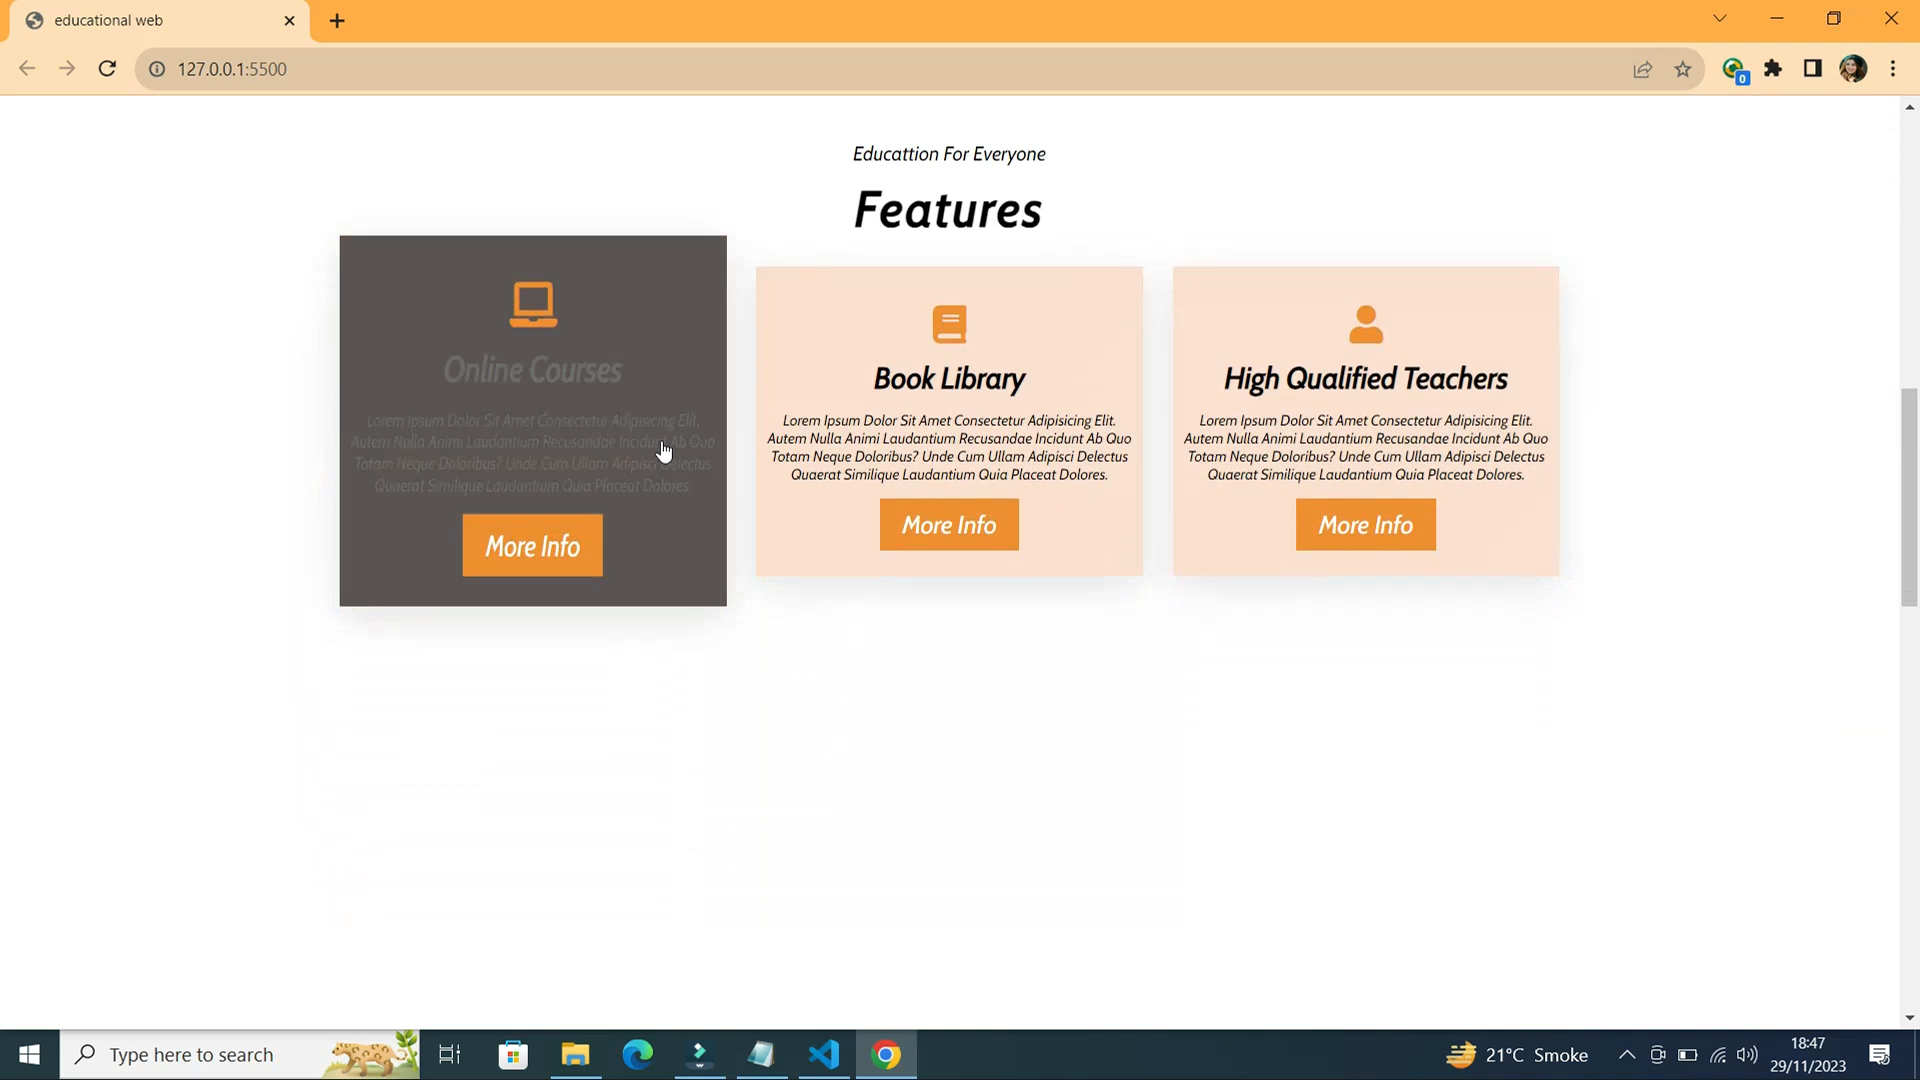 educational web
127.0.0.1:5500
0
Educattion For Everyone
Features
Online Courses
Lorem Ipsum Dolor Sit Amet Consectetur Adipisicing Elit.
Autem Nulla Animi Laudantium Recusandae Incidunt Ab Quo
Totam Neque Doloribus? Unde Cum Ullam Adipisci Delectus
Quaerat Similique Laudantium Quia Placeat Dolores.
More Info
Book Library
Lorem Ipsum Dolor Sit Amet Consectetur Adipisicing Elit.
Autem Nulla Animi Laudantium Recusandae Incidunt Ab Quo
Totam Neque Doloribus? Unde Cum Ullam Adipisci Delectus
Quaerat Similique Laudantium Quia Placeat Dolores.
More Info
High Qualified Teachers
Lorem Ipsum Dolor Sit Amet Consectetur Adipisicing Elit.
Autem Nulla Animi Laudantium Recusandae Incidunt Ab Quo
Totam Neque Doloribus? Unde Cum Ullam Adipisci Delectus
Quaerat Similique Laudantium Quia Placeat Dolores.
More Info
Type here to search
21°C Smoke
18:47
29/11/2023